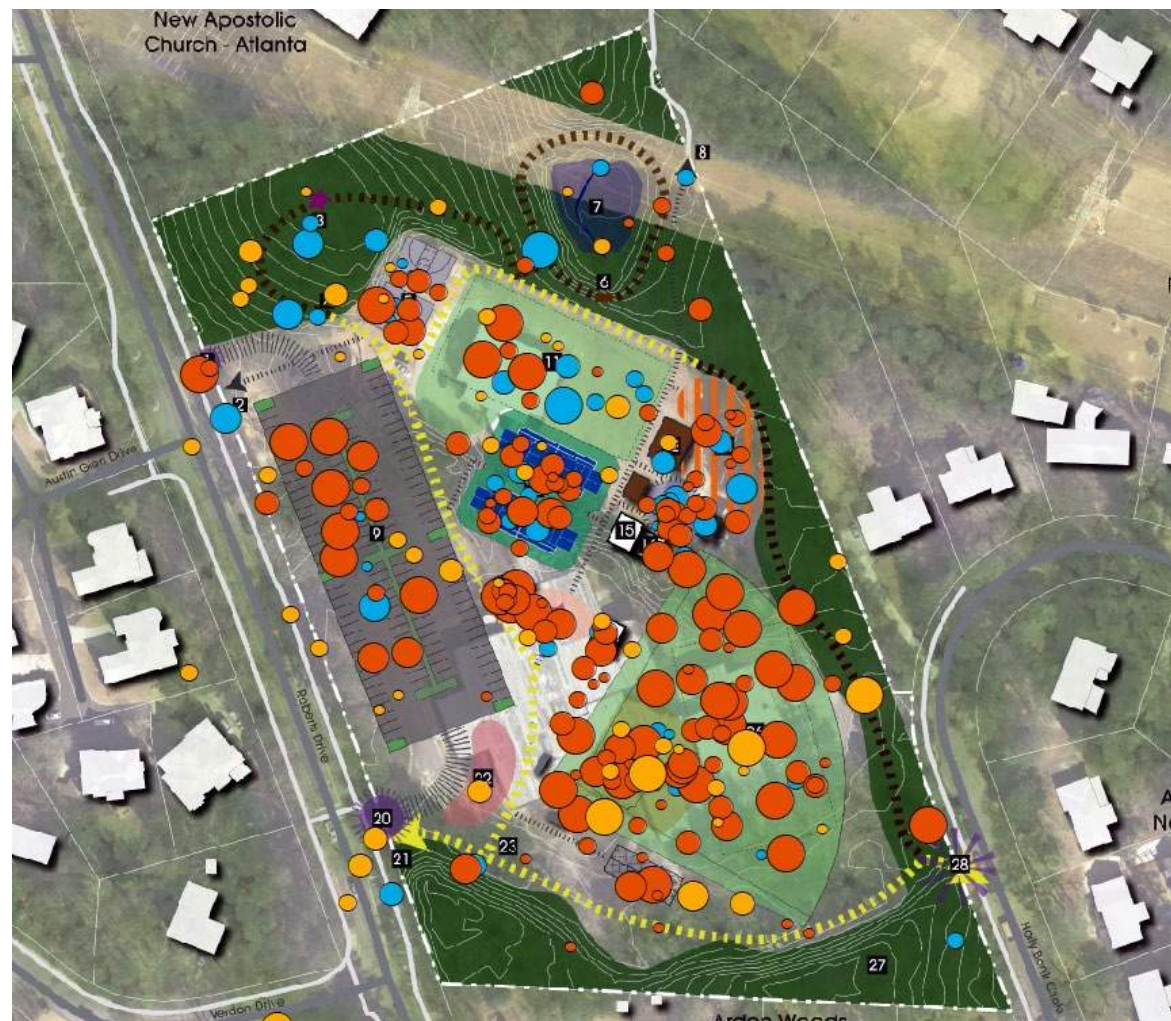 New Apostolic
Church - Atlanta
8
7
3
6
11
2
Austin Glen Drive
15
9
Roberts Drive
22
20
21
23
28
27
Holly Bank Circle
Verdon Drive
Arden Woods